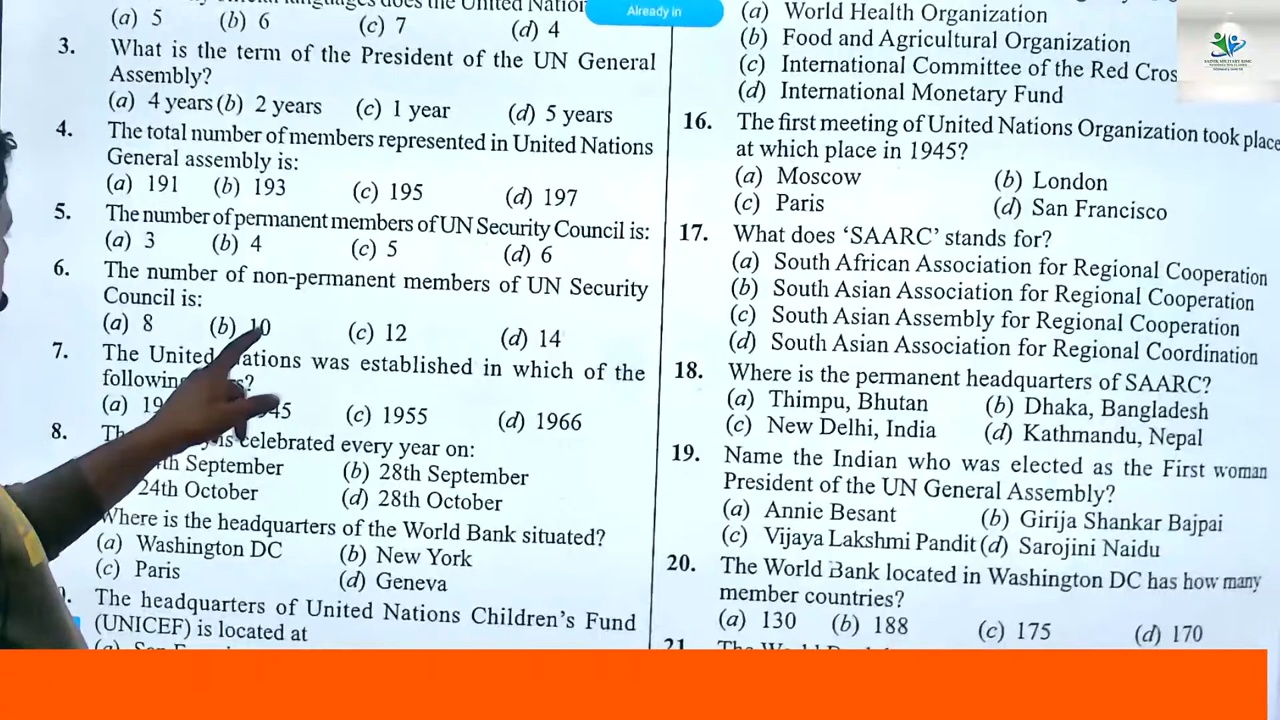 languages does the United
(a) 5 (b) 6 (c) 7 (d) 4
3. What is the term of the President of the UN General
Assembly?
(a) 4 years (b) 2 years (c) 1 year (d) 5 years
4. The total number of members represented in United Nations
General assembly is:
(a) 191 (b) 193 (c) 195 (d) 197
5. The number of permanent members of UN Security Council is:
(a) 3 (b) 4 (c) 5 (d) 6
6. The number of non-permanent members of UN Security
Council is:
(a) 8 (b) 10 (c) 12 (d) 14
7. The United Nations was established in which of the
following
(a) (c) 1955 (d) 1966
8. celebrated every year on:
September (b) 28th September
24th October (d) 28th October
Where is the headquarters of the World Bank situated?
(a) Washington DC (b) New York
(c) Paris (d) Geneva
The headquarters of United Nations Children's Fund
(UNICEF) is located at
Already in
(a) World Health Organization
(b) Food and Agricultural Organization
(c) International Committee of the Red Cros
(d) International Monetary Fund
16. The first meeting of United Nations Organization took place
at which place in 1945?
(a) Moscow (b) London
(c) Paris (d) San Francisco
17. What does 'SAARC' stands for?
(a) South African Association for Regional Cooperation
(b) South Asian Association for Regional Cooperation
(c) South Asian Assembly for Regional Cooperation
(d) South Asian Association for Regional Coordination
18. Where is the permanent headquarters of SAARC?
(a) Thimpu, Bhutan (b) Dhaka, Bangladesh
(c) New Delhi, India (d) Kathmandu, Nepal
19. Name the Indian who was elected as the First woman
President of the UN General Assembly?
(a) Annie Besant (b) Girija Shankar Bajpai
(c) Vijaya Lakshmi Pandit (d) Sarojini Naidu
20. The World Bank located in Washington DC has how many
member countries?
(a) 130 (b) 188 (c) 175 (d) 170